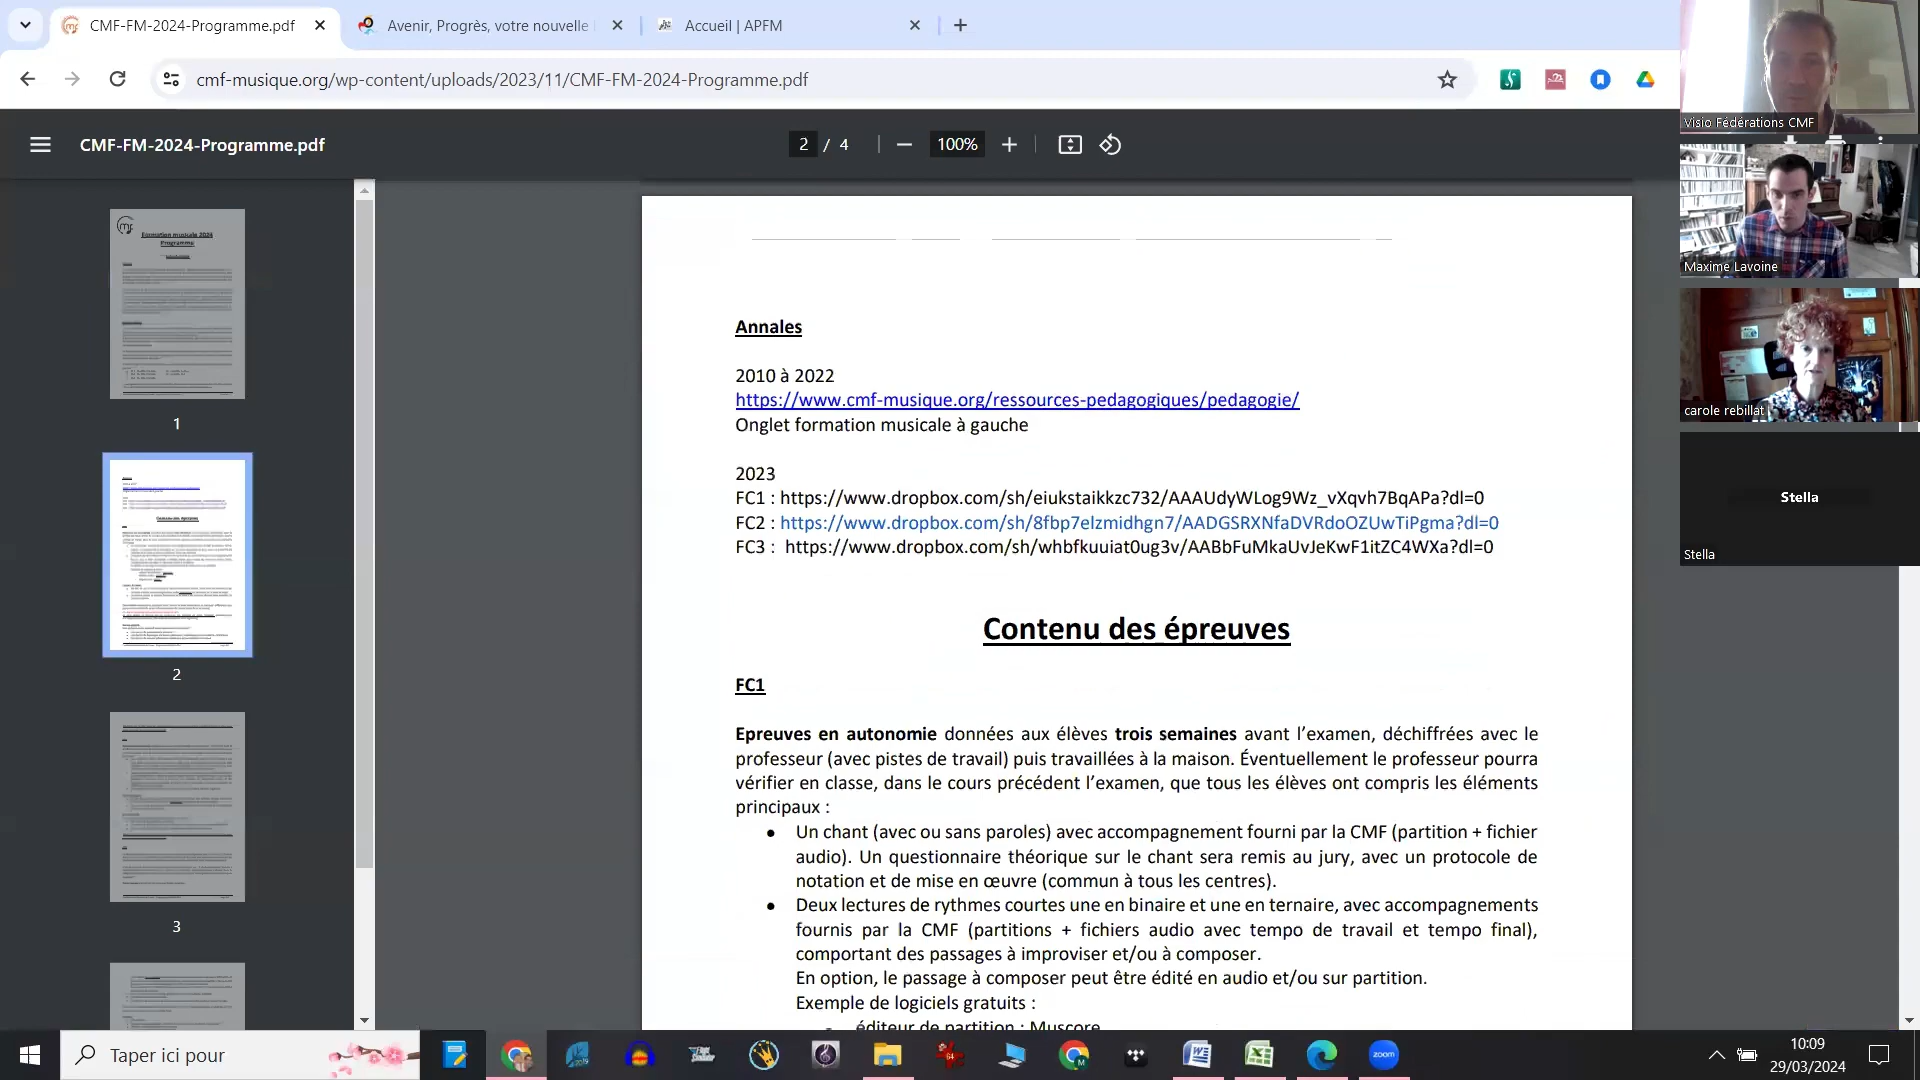 CMF-FM-2024-Programme.pdf
Avenir, Progrès, votre nouvelle
Accueil | APFM
cmf-musique.org/wp-content/uploads/2023/11/CMF-FM-2024-Programme.pdf
CMF-FM-2024-Programme.pdf
2 / 4
100%
Visio Fédérations CMF
Maxime Lavoine
carole rebillat
Stella
Stella
Formation musicale 2024
Programme
1
2
3
Annales
2010 à 2022
https://www.cmf-musique.org/ressources-pedagogiques/pedagogie/
Onglet formation musicale à gauche
2023
FC1 : https://www.dropbox.com/sh/eiukstaikkzc732/AAAUdyWLog9Wz_vXqvh7BqAPa?dl=0
FC2 : https://www.dropbox.com/sh/8fbp7elzmidhgn7/AADGSRXNfaDVRdoOZUwTiPgma?dl=0
FC3 : https://www.dropbox.com/sh/whbfkuuiat0ug3v/AABbFuMkaUvJeKwF1itZC4WXa?dl=0
Contenu des épreuves
FC1
Epreuves en autonomie données aux élèves trois semaines avant l’examen, déchiffrées avec le
professeur (avec pistes de travail) puis travaillées à la maison. Éventuellement le professeur pourra
vérifier en classe, dans le cours précédent l’examen, que tous les élèves ont compris les éléments
principaux :
● Un chant (avec ou sans paroles) avec accompagnement fourni par la CMF (partition + fichier
audio). Un questionnaire théorique sur le chant sera remis au jury, avec un protocole de
notation et de mise en œuvre (commun à tous les centres).
● Deux lectures de rythmes courtes une en binaire et une en ternaire, avec accompagnements
fournis par la CMF (partitions + fichiers audio avec tempo de travail et tempo final),
comportant des passages à improviser et/ou à composer.
En option, le passage à composer peut être édité en audio et/ou sur partition.
Exemple de logiciels gratuits :
- éditeur de partition : Muscore
Taper ici pour
zoom
10:09
29/03/2024